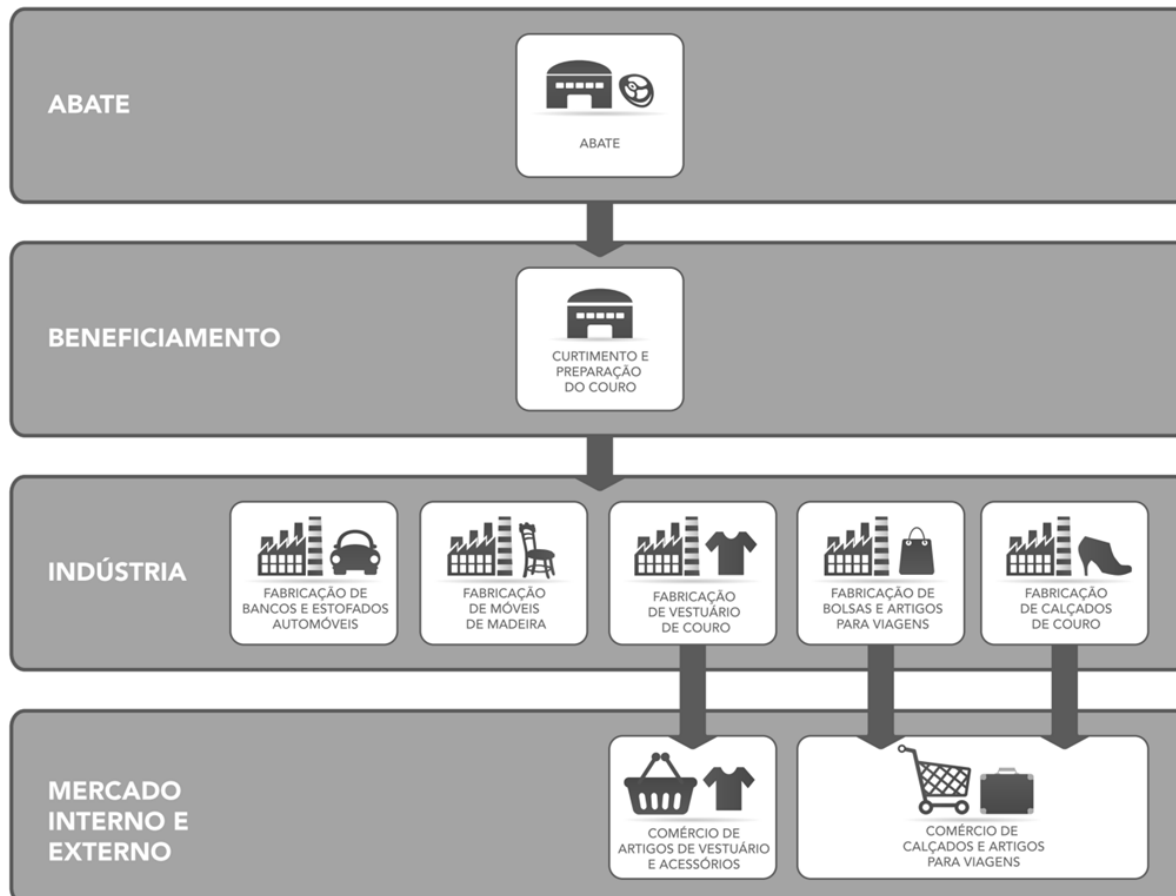 ABATE
ABATE
BENEFICIAMENTO
CURTIMENTO E
PREPARAÇÃO
DO COURO
INDÚSTRIA
FABRICAÇÃO DE
BANCOS E ESTOFADOS
AUTOMÓVEIS
FABRICAÇÃO
DE MÓVEIS
DE MADEIRA
FABRICAÇÃO
DE VESTUÁRIO
DE COURO
FABRICAÇÃO DE
BOLSAS E ARTIGOS
PARA VIAGENS
FABRICAÇÃO
DE CALÇADOS
DE COURO
MERCADO
INTERNO E
EXTERNO
COMÉRCIO DE
ARTIGOS DE VESTUÁRIO
E ACESSÓRIOS
COMÉRCIO DE
CALÇADOS E ARTIGOS
PARA VIAGENS